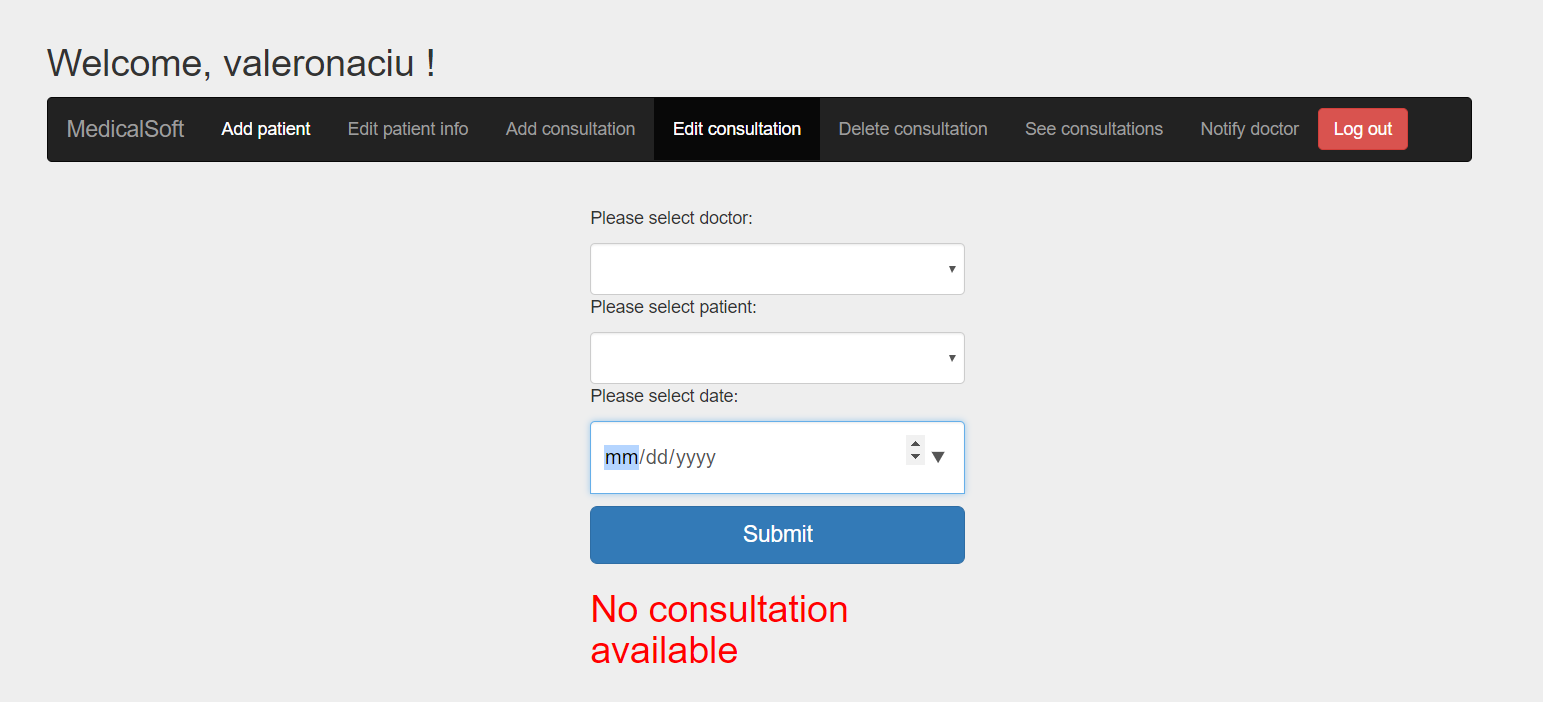 Welcome, valeronaciu !
MedicalSoft Add patient Edit patient info Add consultation Edit consultation Delete consultation See consultations Notify doctor Log out
Please select doctor:
Please select patient:
Please select date:
mm/dd/yyyy
Submit
No consultation
available